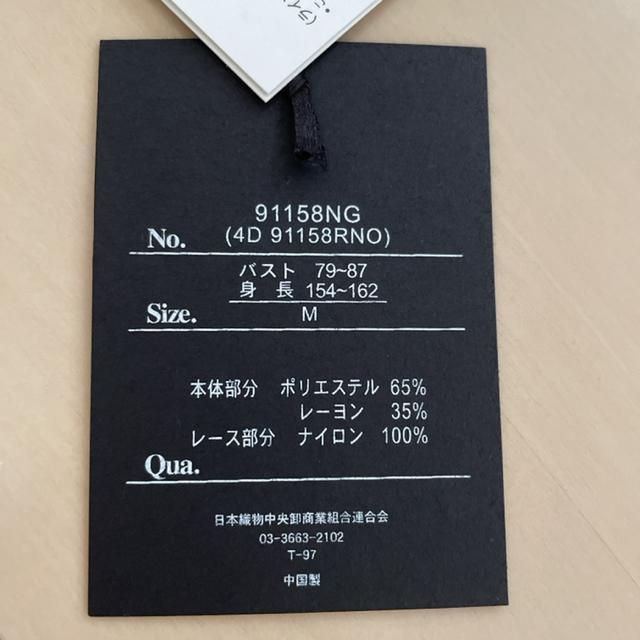 91158NG
No. (4D 91158RNO)
バスト 79~87
身 長 154~162
Size. M
本体部分 ポリエステル 65%
レーヨン 35%
レース部分 ナイロン 100%
Qua.
日本織物中央卸商業組合連合会
03-3663-2102
T-97
中国製